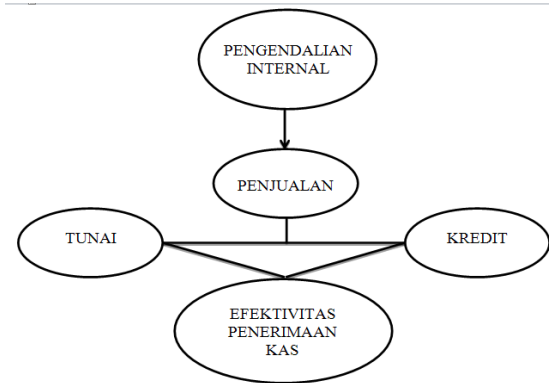 PENGENDALIAN
INTERNAL
PENJUALAN
TUNAI
KREDIT
EFEKTIVITAS
PENERIMAAN
KAS